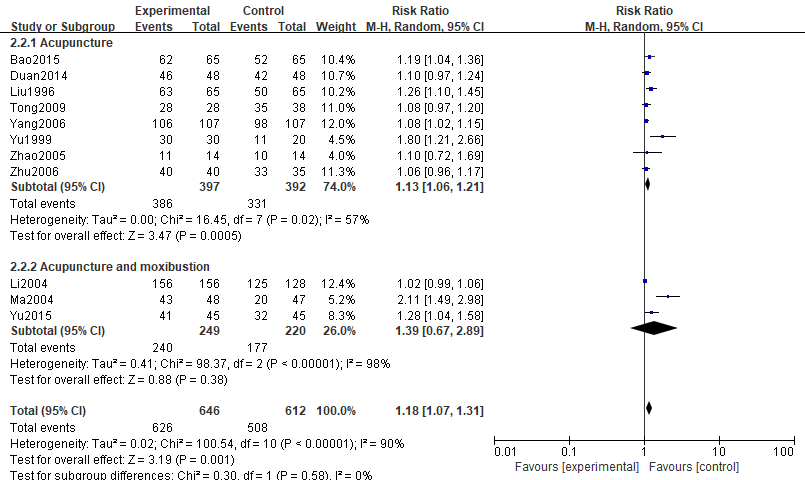 Experimental Control Risk Ratio Risk Ratio
Study or Subgroup Events Total Events Total Weight M-H, Random, 95% CI M-H, Random, 95% CI
2.2.1 Acupuncture
Bao2015 62 65 52 65 10.4% 1.19 [1.04, 1.36]
Duan2014 46 48 42 48 10.4% 1.10 [0.97, 1.24]
Liu1996 63 65 50 65 10.2% 1.26 [1.10, 1.45]
Tong2009 28 28 35 38 11.0% 1.08 [0.97, 1.20]
Yang2006 106 107 98 107 12.0% 1.08 [1.02, 1.15]
Yu1999 30 30 11 20 4.5% 1.80 [1.21, 2.66]
Zhao2005 11 14 10 14 4.0% 1.10 [0.72, 1.69]
Zhu2006 40 40 33 35 11.6% 1.06 [0.96, 1.17]
Subtotal (95% CI) 397 392 74.0% 1.13 [1.06, 1.21]
Total events 386 331
Heterogeneity: Tau² = 0.00; Chi² = 16.45, df = 7 (P = 0.02); I² = 57%
Test for overall effect: Z = 3.47 (P = 0.0005)
2.2.2 Acupuncture and moxibustion
Li2004 156 156 125 128 12.4% 1.02 [0.99, 1.06]
Ma2004 43 48 20 47 5.2% 2.11 [1.49, 2.98]
Yu2015 41 45 32 45 8.3% 1.28 [1.04, 1.58]
Subtotal (95% CI) 249 220 26.0% 1.39 [0.67, 2.89]
Total events 240 177
Heterogeneity: Tau² = 0.41; Chi² = 98.37, df = 2 (P < 0.00001); I² = 98%
Test for overall effect: Z = 0.88 (P = 0.38)
Total (95% CI) 646 612 100.0% 1.18 [1.07, 1.31]
Total events 626 508
Heterogeneity: Tau² = 0.02; Chi² = 100.54, df = 10 (P < 0.00001); I² = 90%
Test for overall effect: Z = 3.19 (P = 0.001)
Test for subgroup differences: Chi² = 0.30, df = 1 (P = 0.58), I² = 0%
0.01 0.1 1 10 100
Favours [experimental] Favours [control]